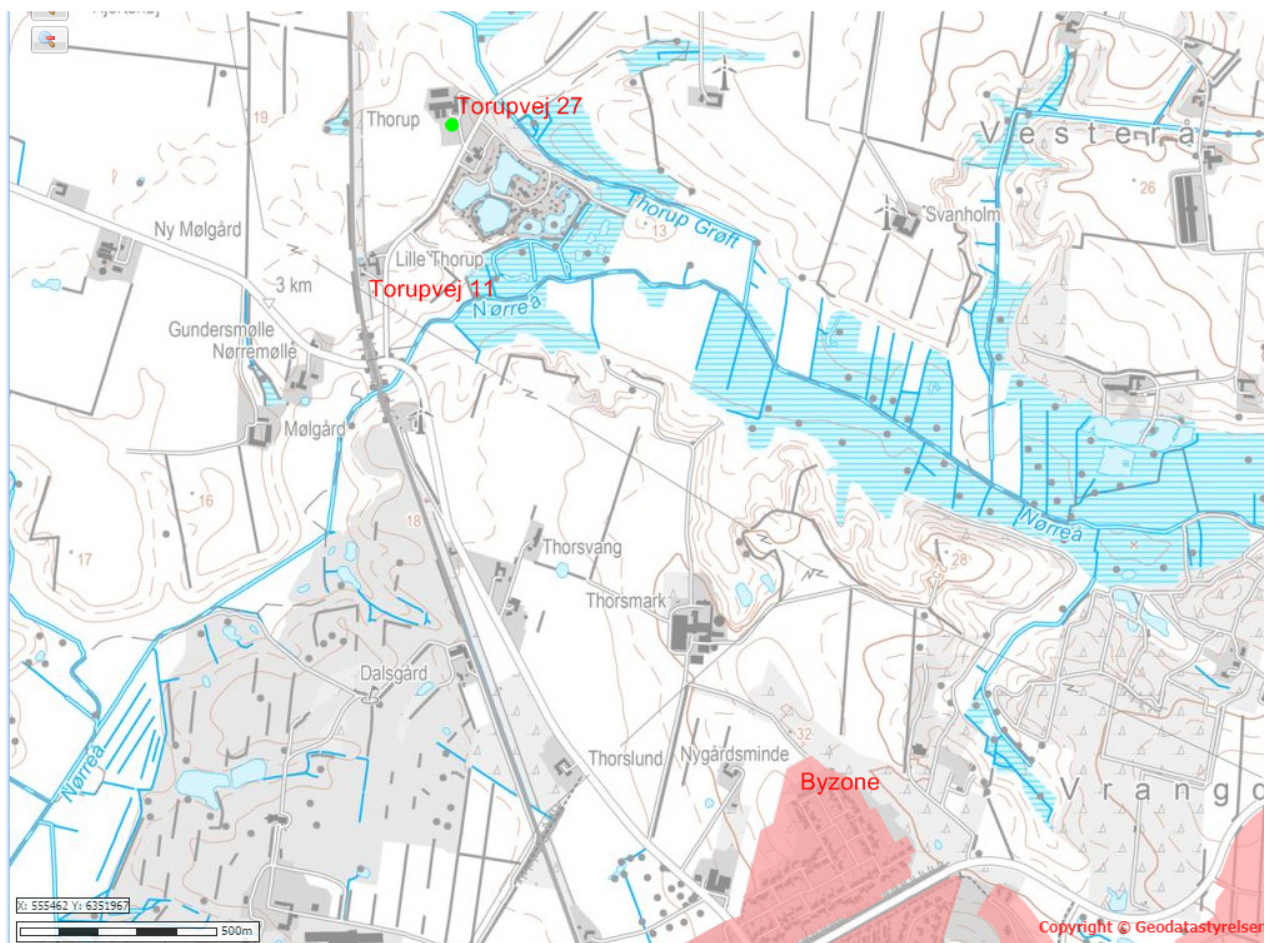 Torupvej 27
Thorup
19
Vesterå
26
Svanholm
Thorup Grøft
13
Ny Mølgård
Lille Thorup
3 km
Torupvej 11
Nørreå
Gundersmølle
Nørremølle
Mølgård
16
18
17
Nørreå
Thorsvang
28
Thorsmark
Dalsgård
32
Nørreå
Thorslund
Nygårdsminde
Byzone
Vrangd
X: 555462 Y: 6351967
500m
Copyright © Geodatastyrelsen